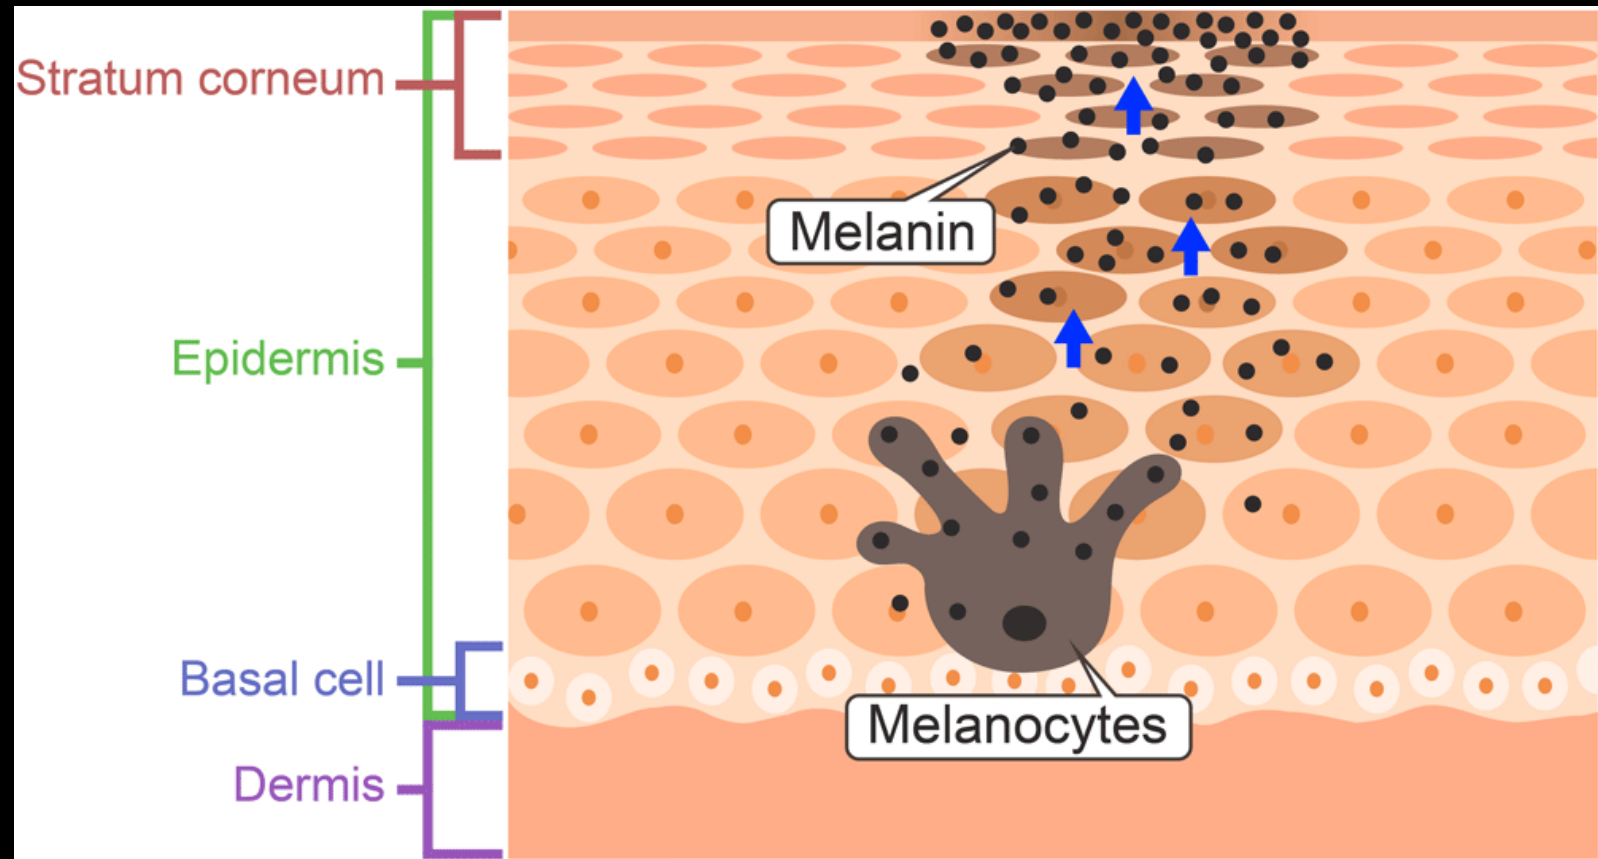 Stratum corneum
Melanin
Epidermis
Basal cell
Melanocytes
Dermis